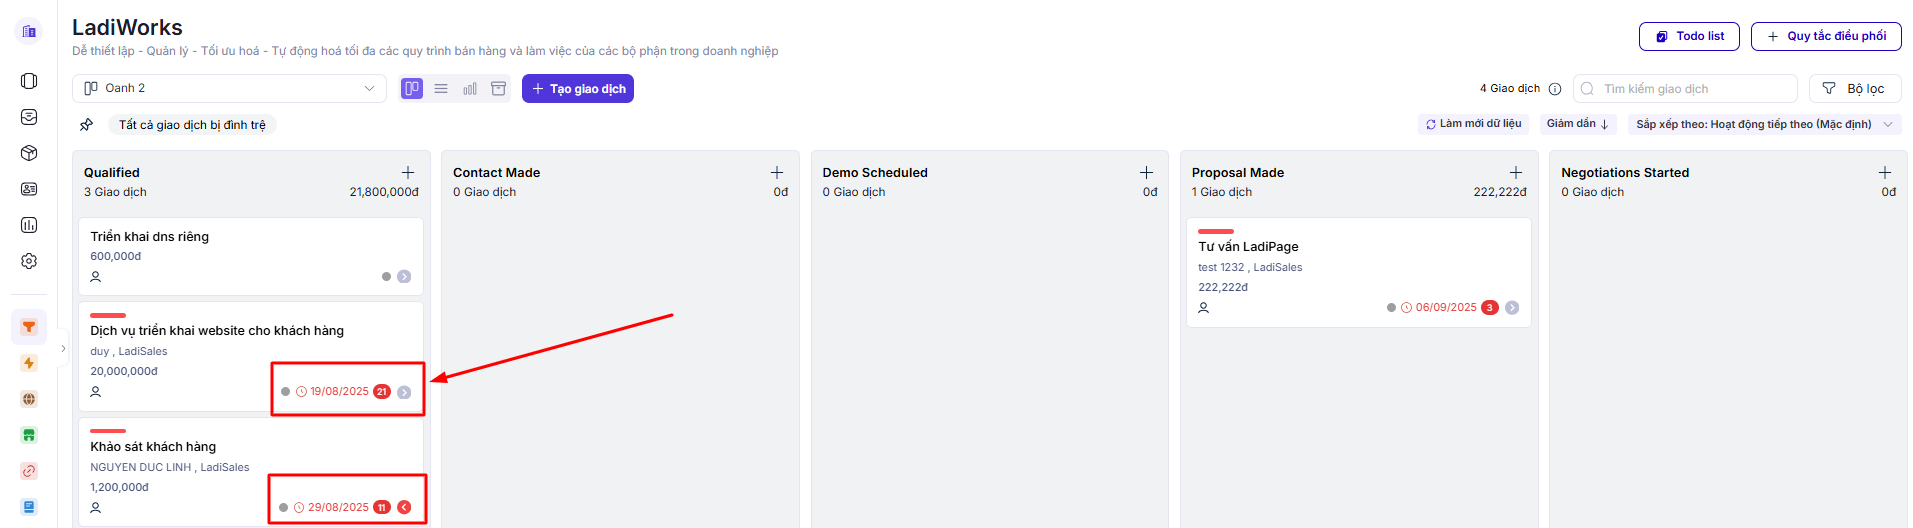 LadiWorks
Dễ thiết lập - Quản lý - Tối ưu hoá - Tự động hoá tối đa các quy trình bán hàng và làm việc của các bộ phận trong doanh nghiệp
Todo list
Quy tắc điều phối
Oanh 2
Tạo giao dịch
4 Giao dịch
Tìm kiếm giao dịch
Bộ lọc
Tất cả giao dịch bị đình trệ
Làm mới dữ liệu
Giảm dần ↓
Sắp xếp theo: Hoạt động tiếp theo (Mặc định)
Qualified
3 Giao dịch
21,800,000đ
Triển khai dns riêng
600,000đ
Dịch vụ triển khai website cho khách hàng
duy , LadiSales
20,000,000đ
19/08/2025 21
Khảo sát khách hàng
NGUYEN DUC LINH , LadiSales
1,200,000đ
29/08/2025 11
Contact Made
0 Giao dịch
0đ
Demo Scheduled
0 Giao dịch
0đ
Proposal Made
1 Giao dịch
222,222đ
Tư vấn LadiPage
test 1232 , LadiSales
222,222đ
06/09/2025 3
Negotiations Started
0 Giao dịch
0đ